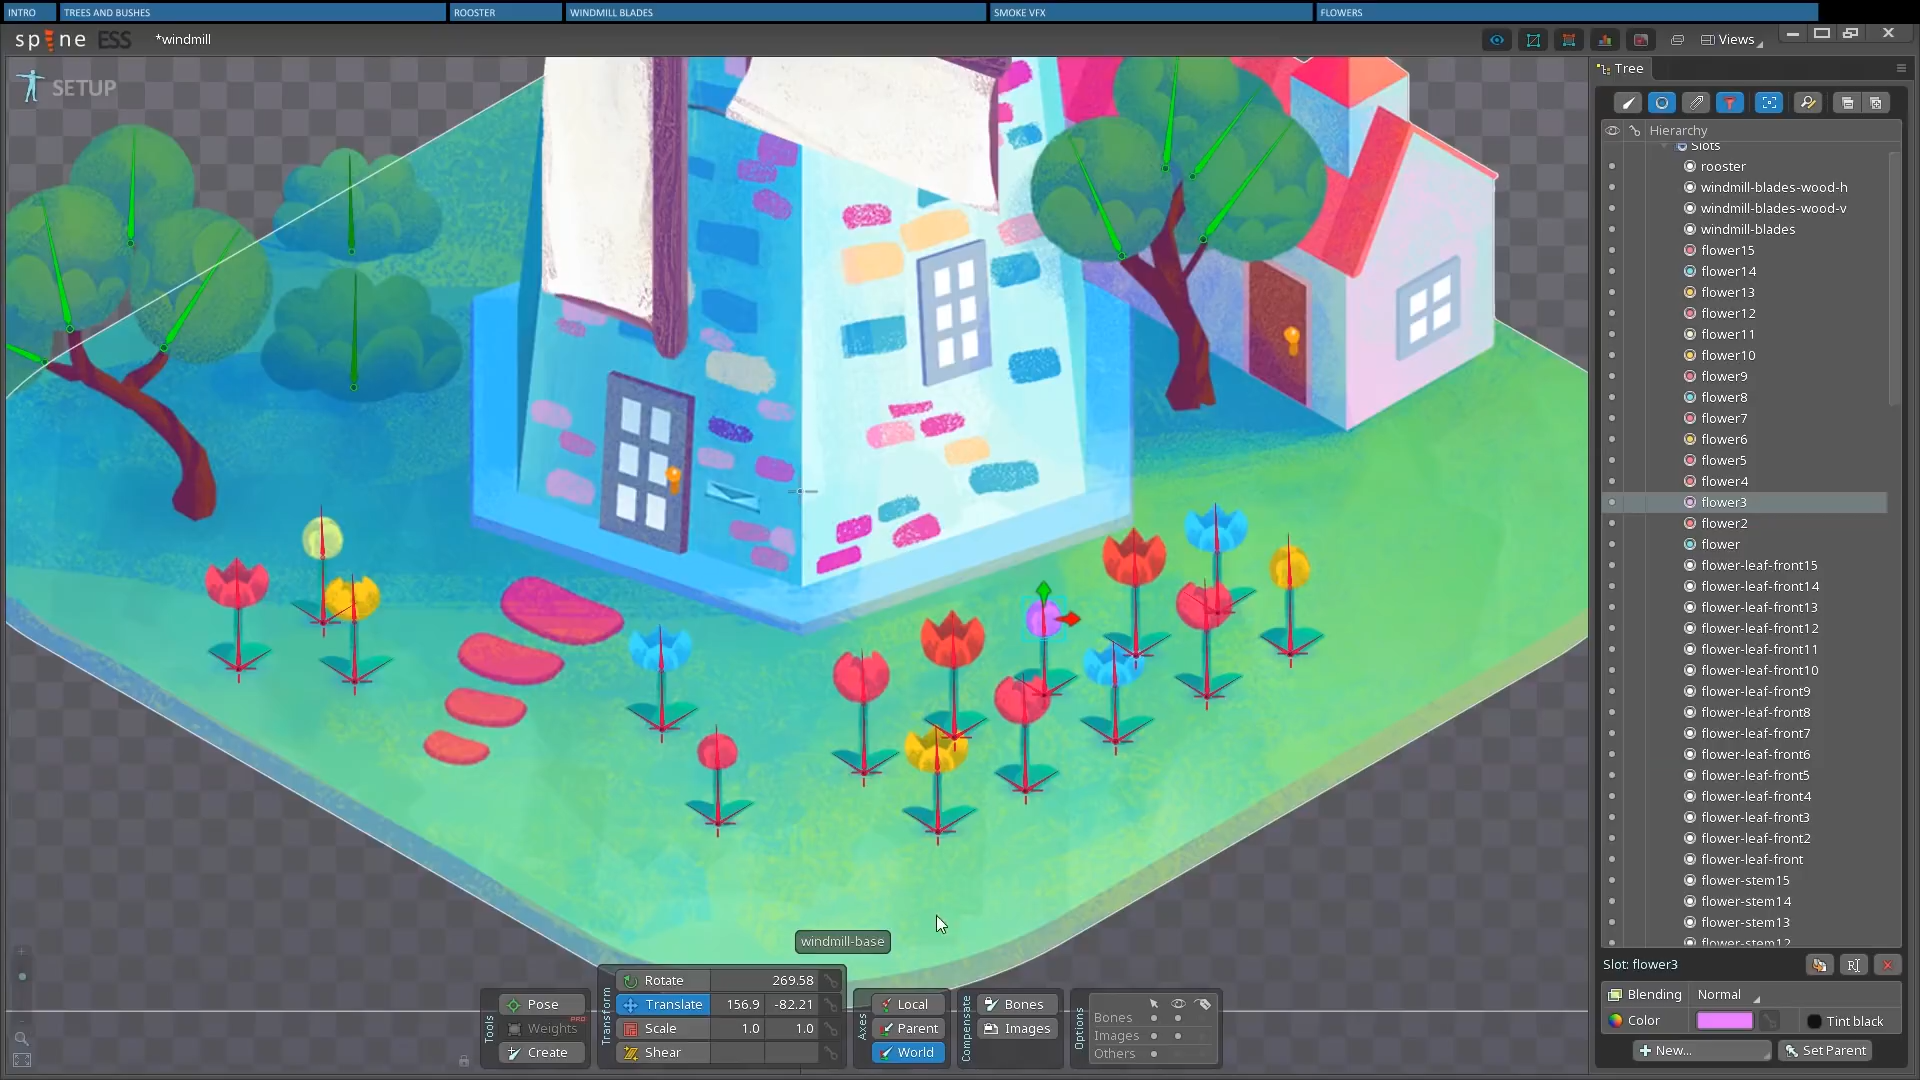 INTRO TREES AND BUSHES ROOSTER WINDMILL BLADES SMOKE VFX FLOWERS
spine ESS *windmill Views
SETUP
Tree
Hierarchy
Slots
rooster
windmill-blades-wood-h
windmill-blades-wood-v
windmill-blades
flower15
flower14
flower13
flower12
flower11
flower10
flower9
flower8
flower7
flower6
flower5
flower4
flower3
flower2
flower
flower-leaf-front15
flower-leaf-front14
flower-leaf-front13
flower-leaf-front12
flower-leaf-front11
flower-leaf-front10
flower-leaf-front9
flower-leaf-front8
flower-leaf-front7
flower-leaf-front6
flower-leaf-front5
flower-leaf-front4
flower-leaf-front3
flower-leaf-front2
flower-leaf-front
flower-stem15
flower-stem14
flower-stem13
flower-stem12
Slot: flower3
Blending Normal
Color Tint black
New... Set Parent
windmill-base
Tools
Pose
Weights PRO
Create
Transform
Rotate 269.58
Translate 156.9 -82.21
Scale 1.0 1.0
Shear
Axes
Local
Parent
World
Compensate
Bones
Images
Options
Bones
Images
Others